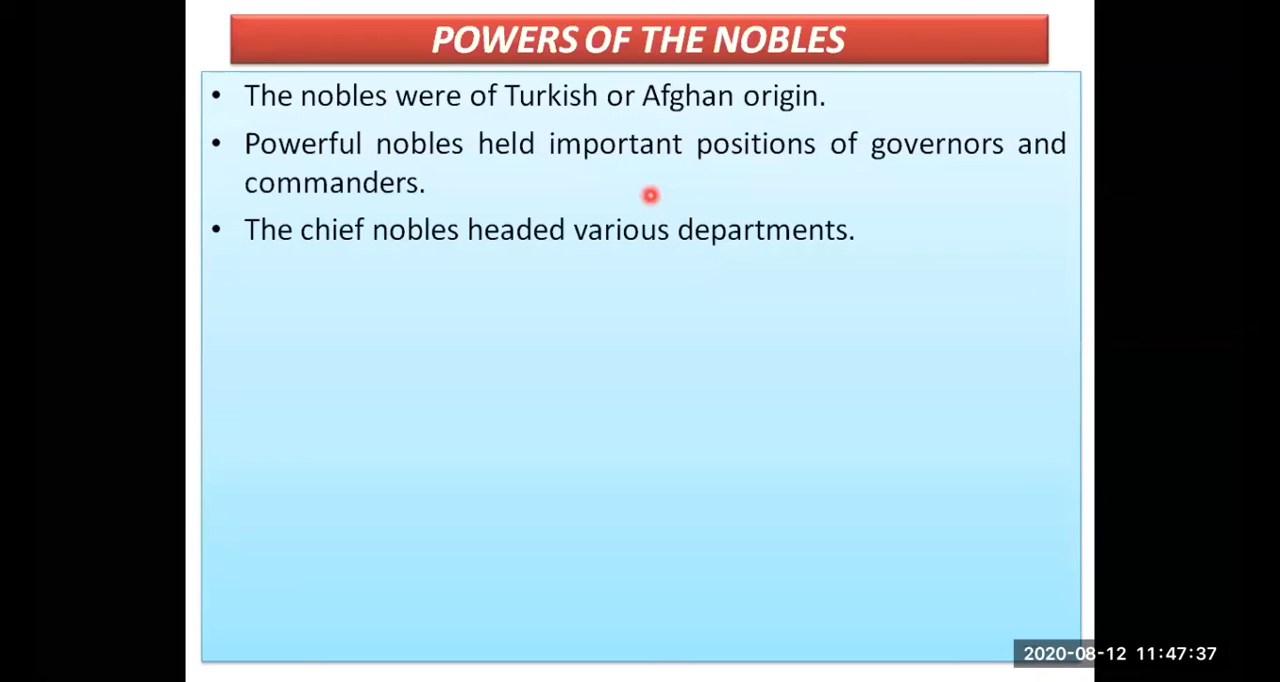 POWERS OF THE NOBLES
• The nobles were of Turkish or Afghan origin.
• Powerful nobles held important positions of governors and
commanders.
• The chief nobles headed various departments.
2020-08-12 11:47:37